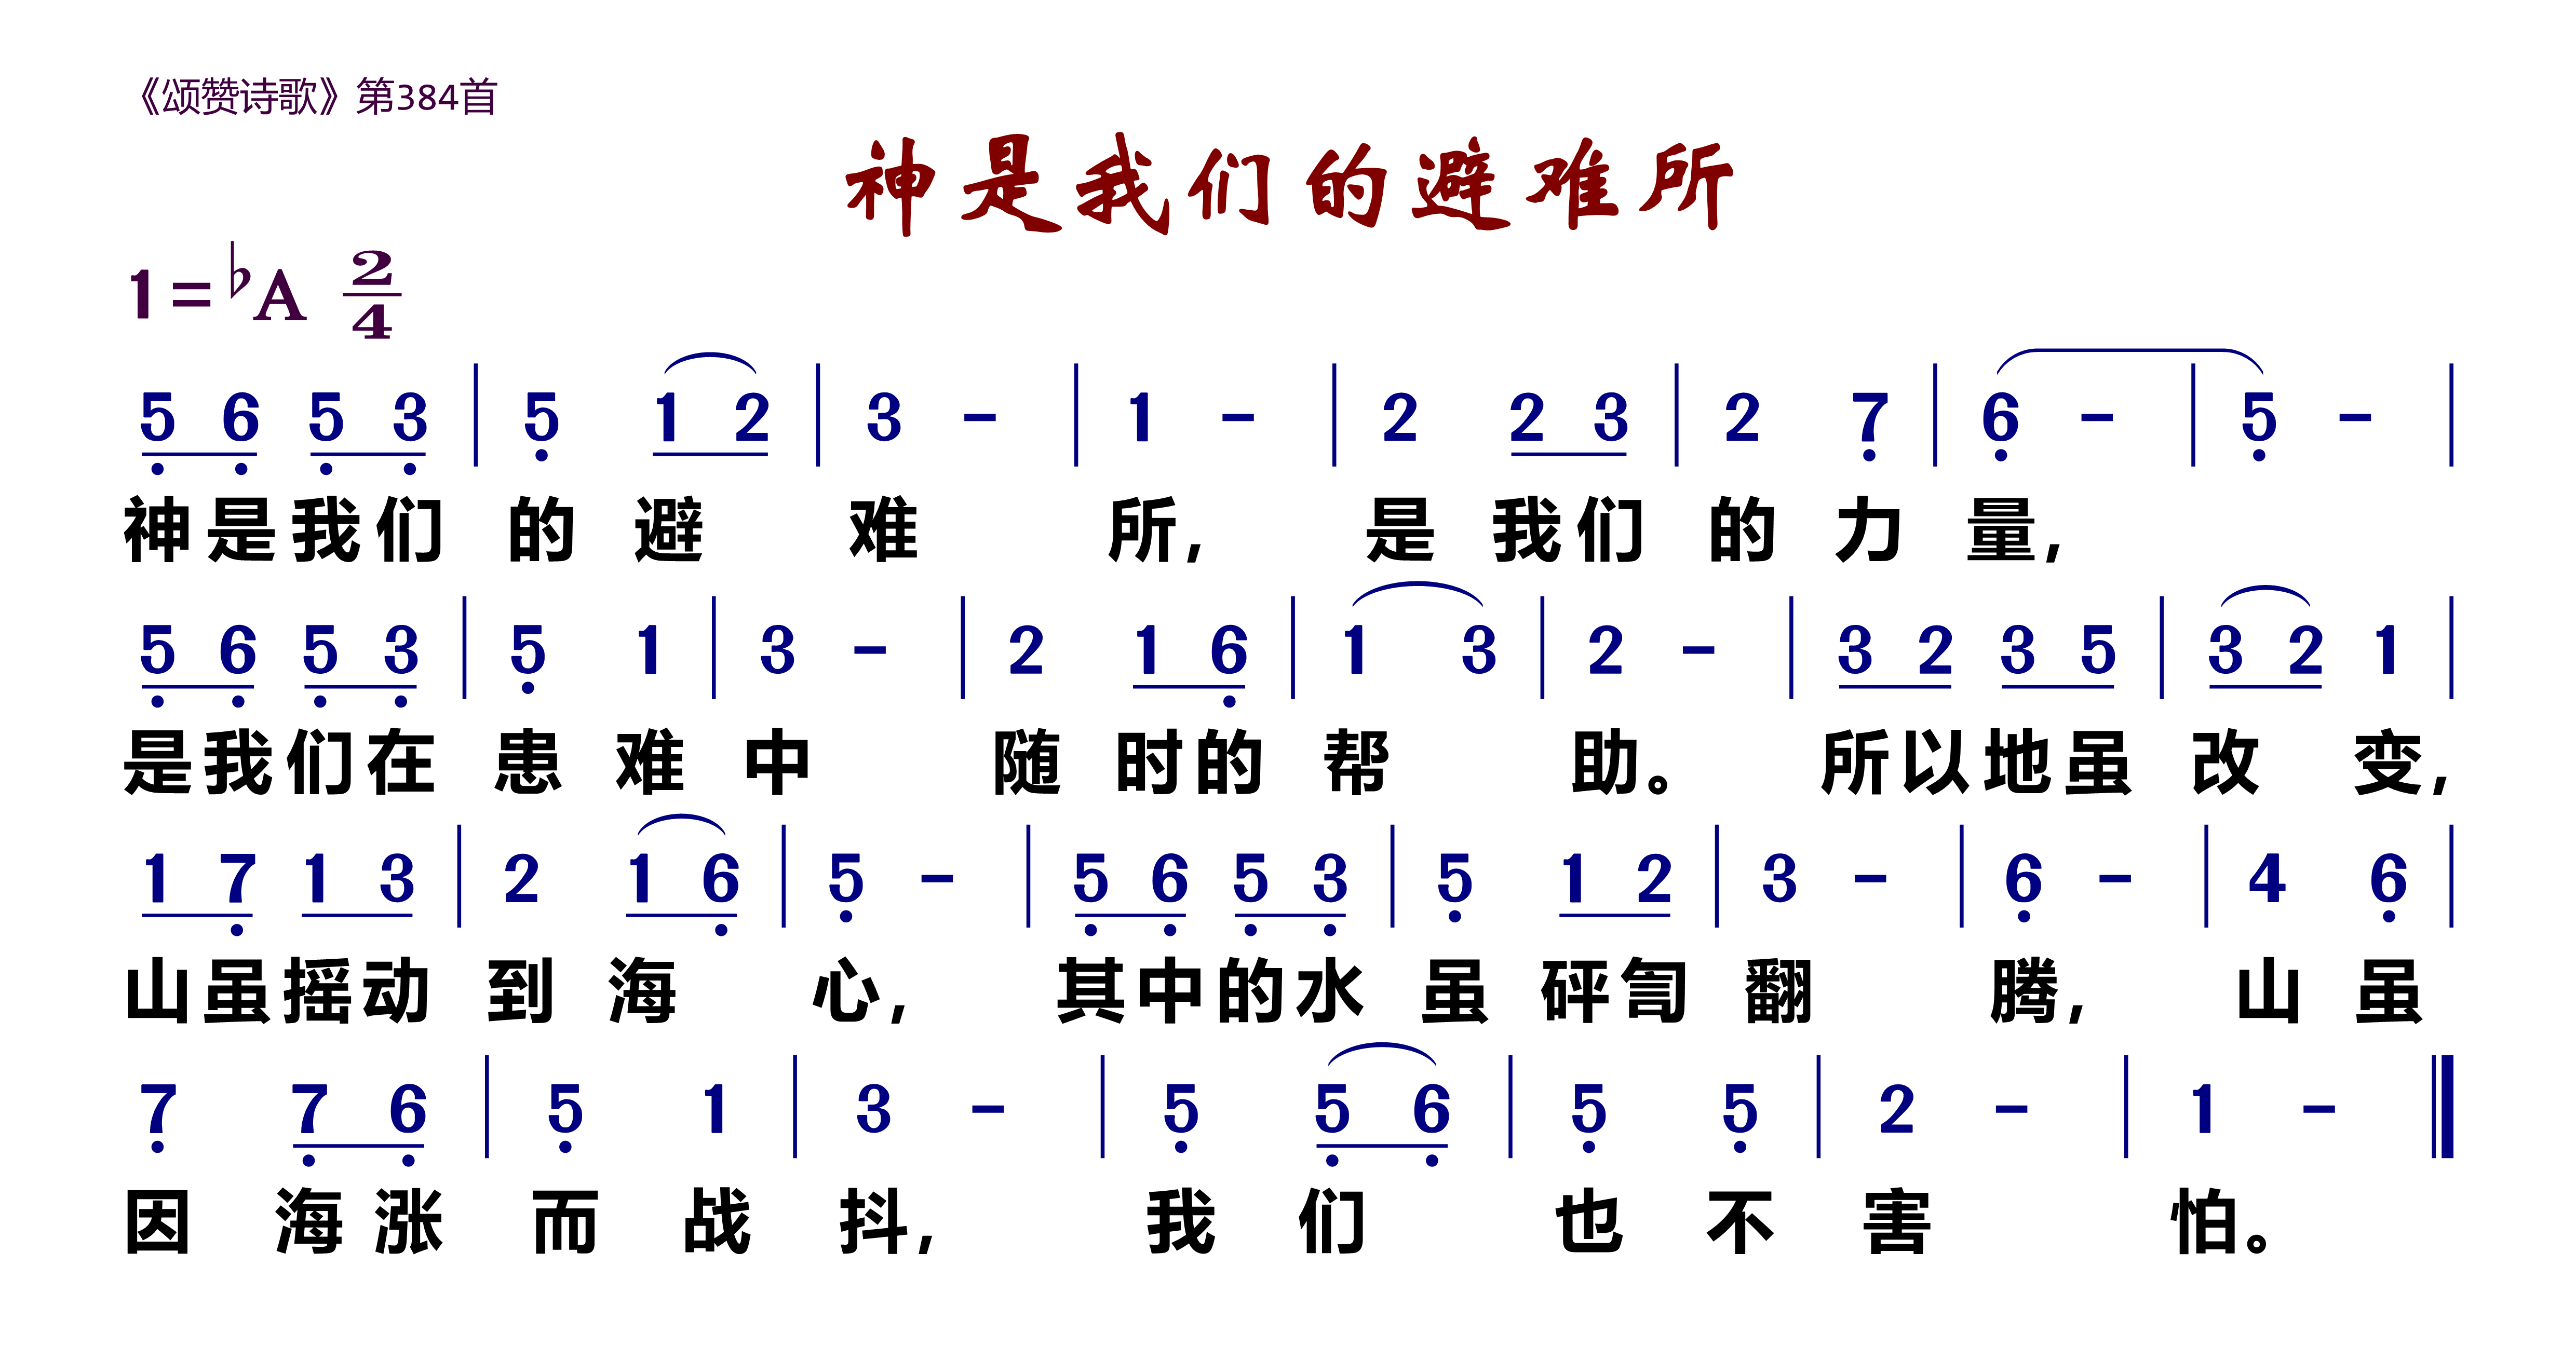 《颂赞诗歌》第384首
神是我们的避难所
1=♭A 2/4
5 6 5 3 | 5 1 2 | 3 - | 1 - | 2 2 3 | 2 7 | 6 - | 5 - |
神是我们 的 避 难 所, 是 我们 的 力 量,
5 6 5 3 | 5 1 | 3 - | 2 1 6 | 1 3 | 2 - | 3 2 3 5 | 3 2 1 |
是我们在 患 难 中 随 时的 帮 助。 所以地虽 改 变,
1 7 1 3 | 2 1 6 | 5 - | 5 6 5 3 | 5 1 2 | 3 - | 6 - | 4 6 |
山虽摇动 到 海 心, 其中的水 虽 砰訇 翻 腾, 山 虽
7 7 6 | 5 1 | 3 - | 5 5 6 | 5 5 | 2 - | 1 - ‖
因 海涨 而 战 抖, 我 们 也 不 害 怕。